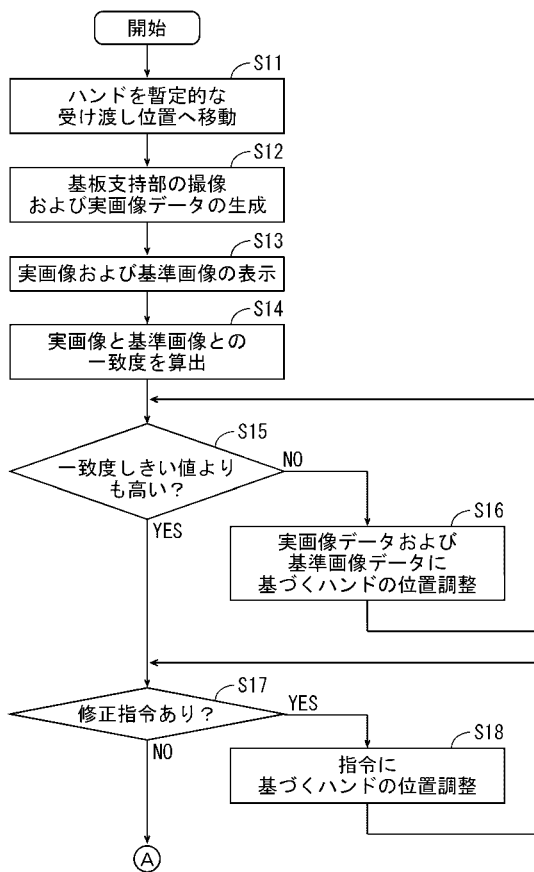 開始
S11
ハンドを暫定的な
受け渡し位置へ移動
S12
基板支持部の撮像
および実画像データの生成
S13
実画像および基準画像の表示
S14
実画像と基準画像との
一致度を算出
S15
一致度しきい値より
も高い?
NO
YES
S16
実画像データおよび
基準画像データに
基づくハンドの位置調整
S17
修正指令あり?
YES
NO
S18
指令に
基づくハンドの位置調整
A